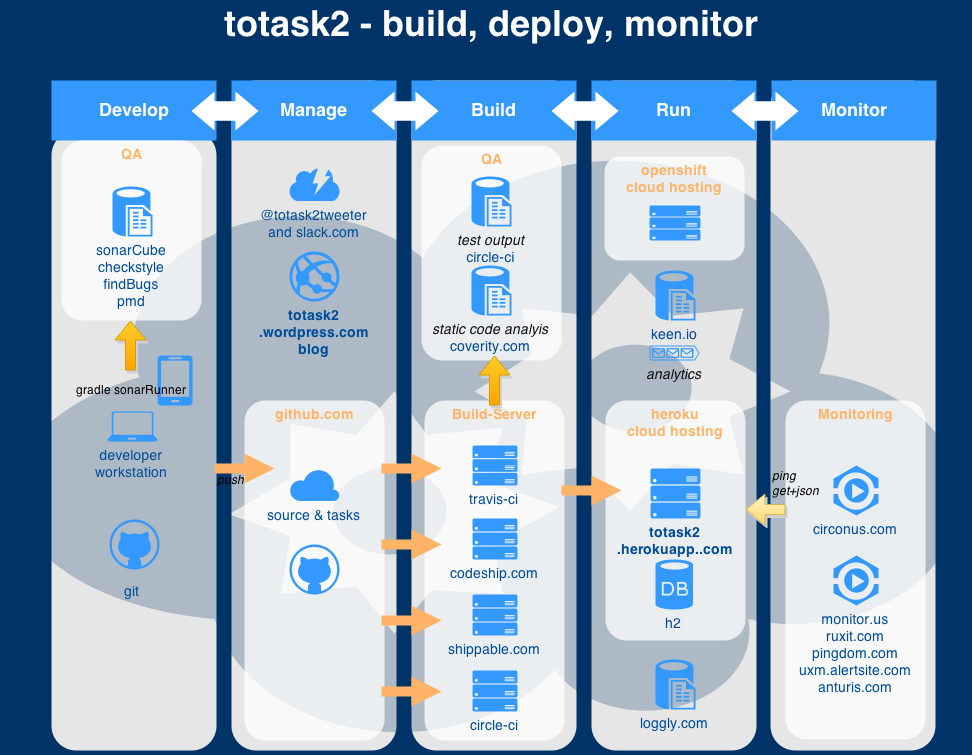 totask2 - build, deploy, monitor
Develop
Manage
Build
Run
Monitor
QA
sonarCube
checkstyle
findBugs
pmd
gradle sonarRunner
developer
workstation
git
push
@totask2tweeter
and slack.com
totask2
.wordpress.com
blog
github.com
source & tasks
QA
test output
circle-ci
static code analyis
coverity.com
Build-Server
travis-ci
codeship.com
shippable.com
circle-ci
openshift
cloud hosting
keen.io
analytics
heroku
cloud hosting
totask2
.herokuapp..com
DB
h2
loggly.com
ping
get+json
Monitoring
circonus.com
monitor.us
ruxit.com
pingdom.com
uxm.alertsite.com
anturis.com